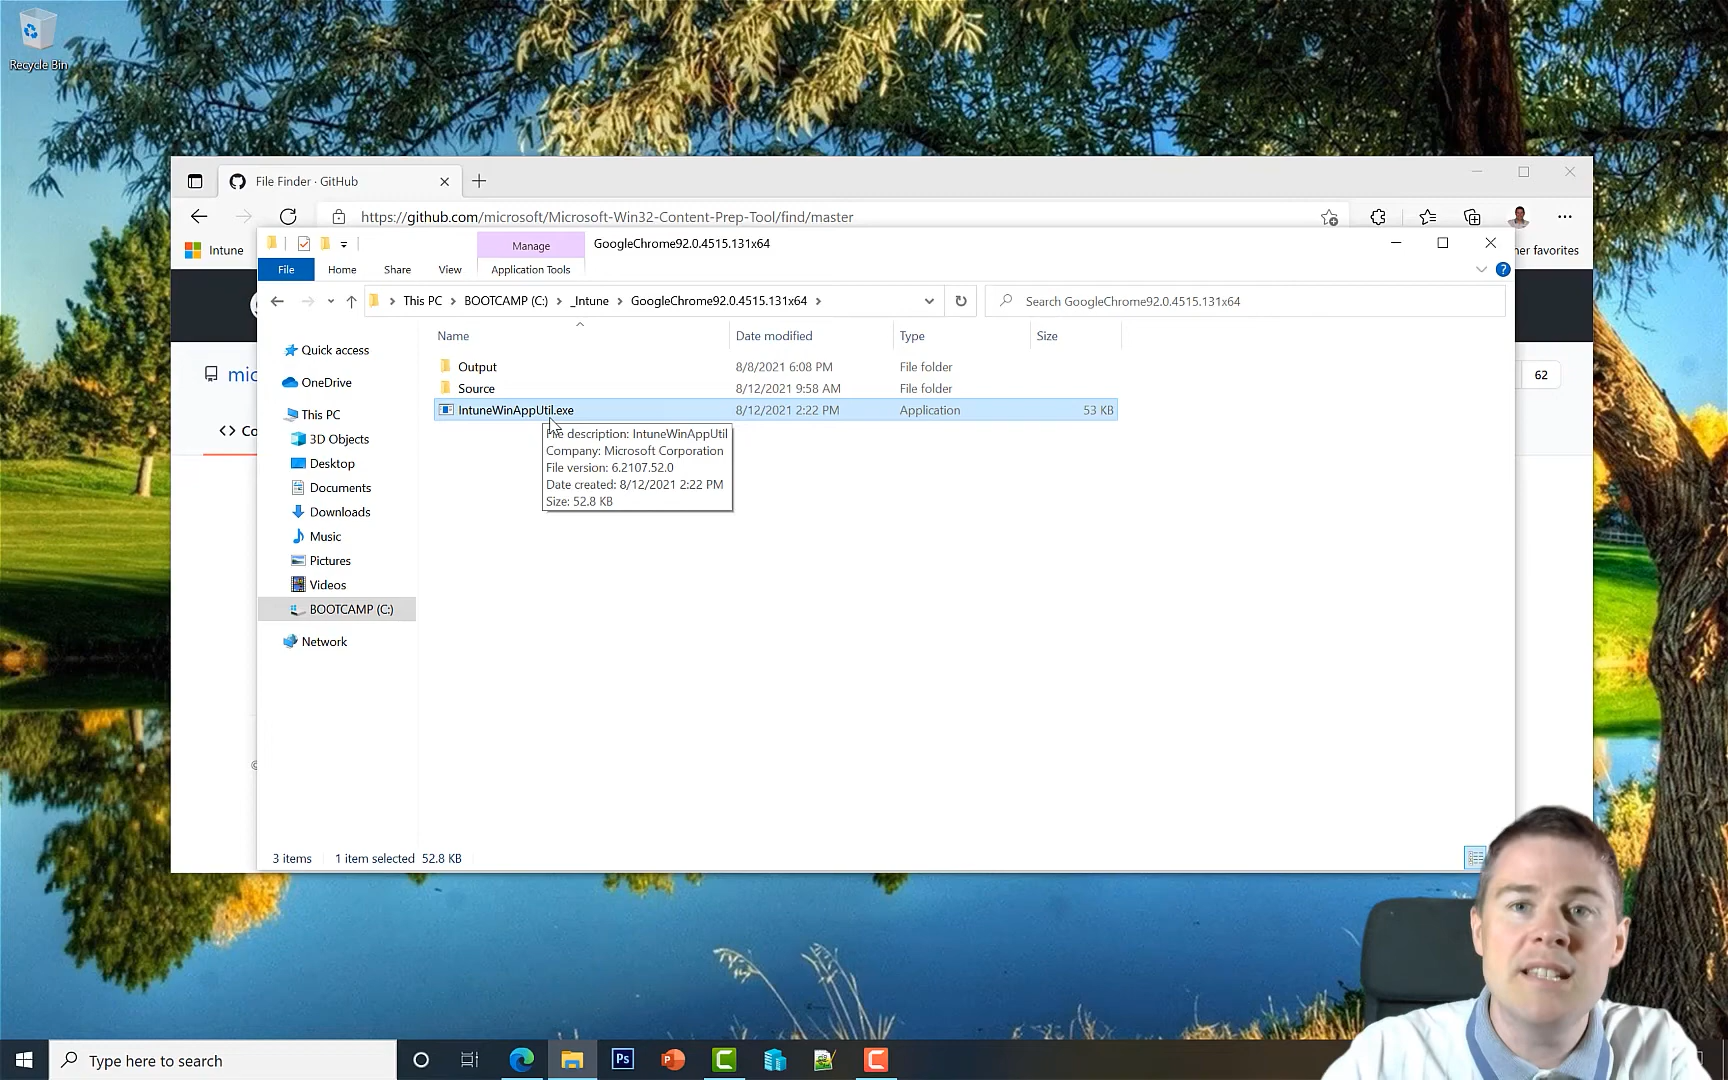 Recycle Bin
File Finder · GitHub
https://github.com/microsoft/Microsoft-Win32-Content-Prep-Tool/find/master
Intune
Manage
GoogleChrome92.0.4515.131x64
her favorites
File
Home
Share
View
Application Tools
This PC
BOOTCAMP (C:)
_Intune
GoogleChrome92.0.4515.131x64
Search GoogleChrome92.0.4515.131x64
Name
Date modified
Type
Size
Quick access
OneDrive
This PC
3D Objects
Desktop
Documents
Downloads
Music
Pictures
Videos
BOOTCAMP (C:)
Network
Output 8/8/2021 6:08 PM File folder
Source 8/12/2021 9:58 AM File folder
IntuneWinAppUtil.exe 8/12/2021 2:22 PM Application 53 KB
File description: IntuneWinAppUtil
Company: Microsoft Corporation
File version: 6.2107.52.0
Date created: 8/12/2021 2:22 PM
Size: 52.8 KB
mic
62
<> Co
©
3 items 1 item selected 52.8 KB
Type here to search
Ps